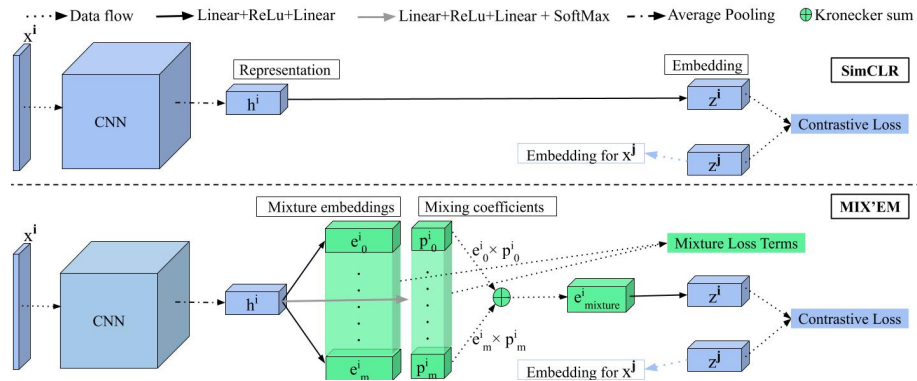 Data flow
Linear+ReLu+Linear
Linear+ReLu+Linear + SoftMax
Average Pooling
Kronecker sum
xⁱ
CNN
Representation
hⁱ
Embedding
zⁱ
SimCLR
Contrastive Loss
Embedding for xʲ
zʲ
xⁱ
CNN
hⁱ
Mixture embeddings
Mixing coefficients
MIX'EM
eⁱ₀
pⁱ₀
eⁱ₀ × pⁱ₀
Mixture Loss Terms
eⁱmixture
zⁱ
Contrastive Loss
eⁱₘ × pⁱₘ
eⁱₘ
pⁱₘ
Embedding for xʲ
zʲ